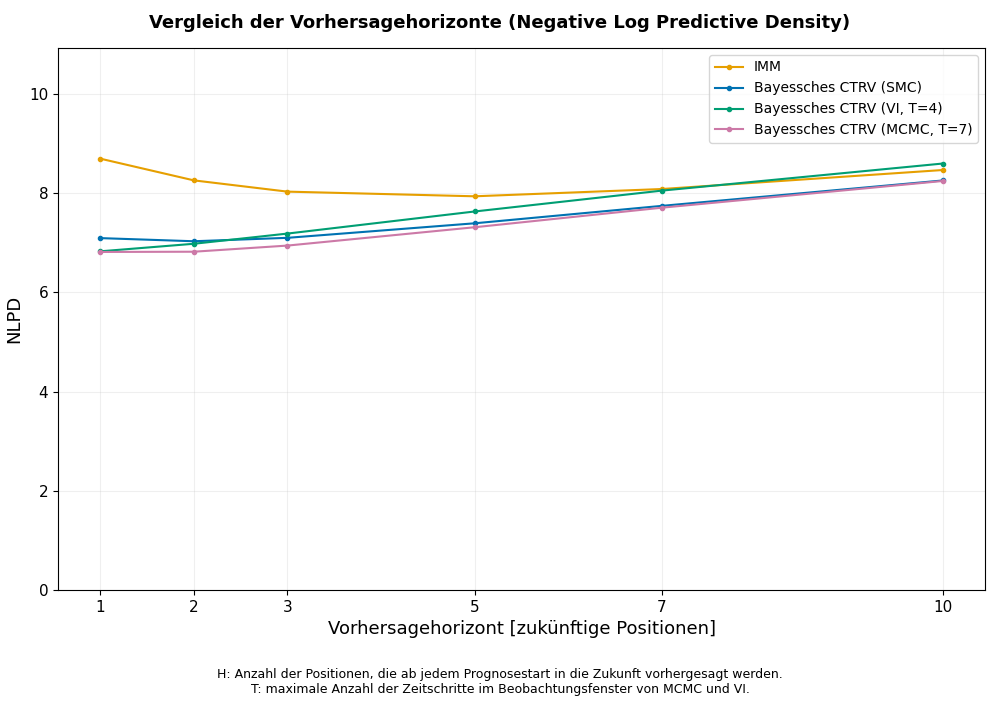 Vergleich der Vorhersagehorizonte (Negative Log Predictive Density)
IMM
Bayessches CTRV (SMC)
Bayessches CTRV (VI, T=4)
Bayessches CTRV (MCMC, T=7)
NLPD
10
8
6
4
2
0
1 2 3 5 7 10
Vorhersagehorizont [zukünftige Positionen]
H: Anzahl der Positionen, die ab jedem Prognosestart in die Zukunft vorhergesagt werden.
T: maximale Anzahl der Zeitschritte im Beobachtungsfenster von MCMC und VI.